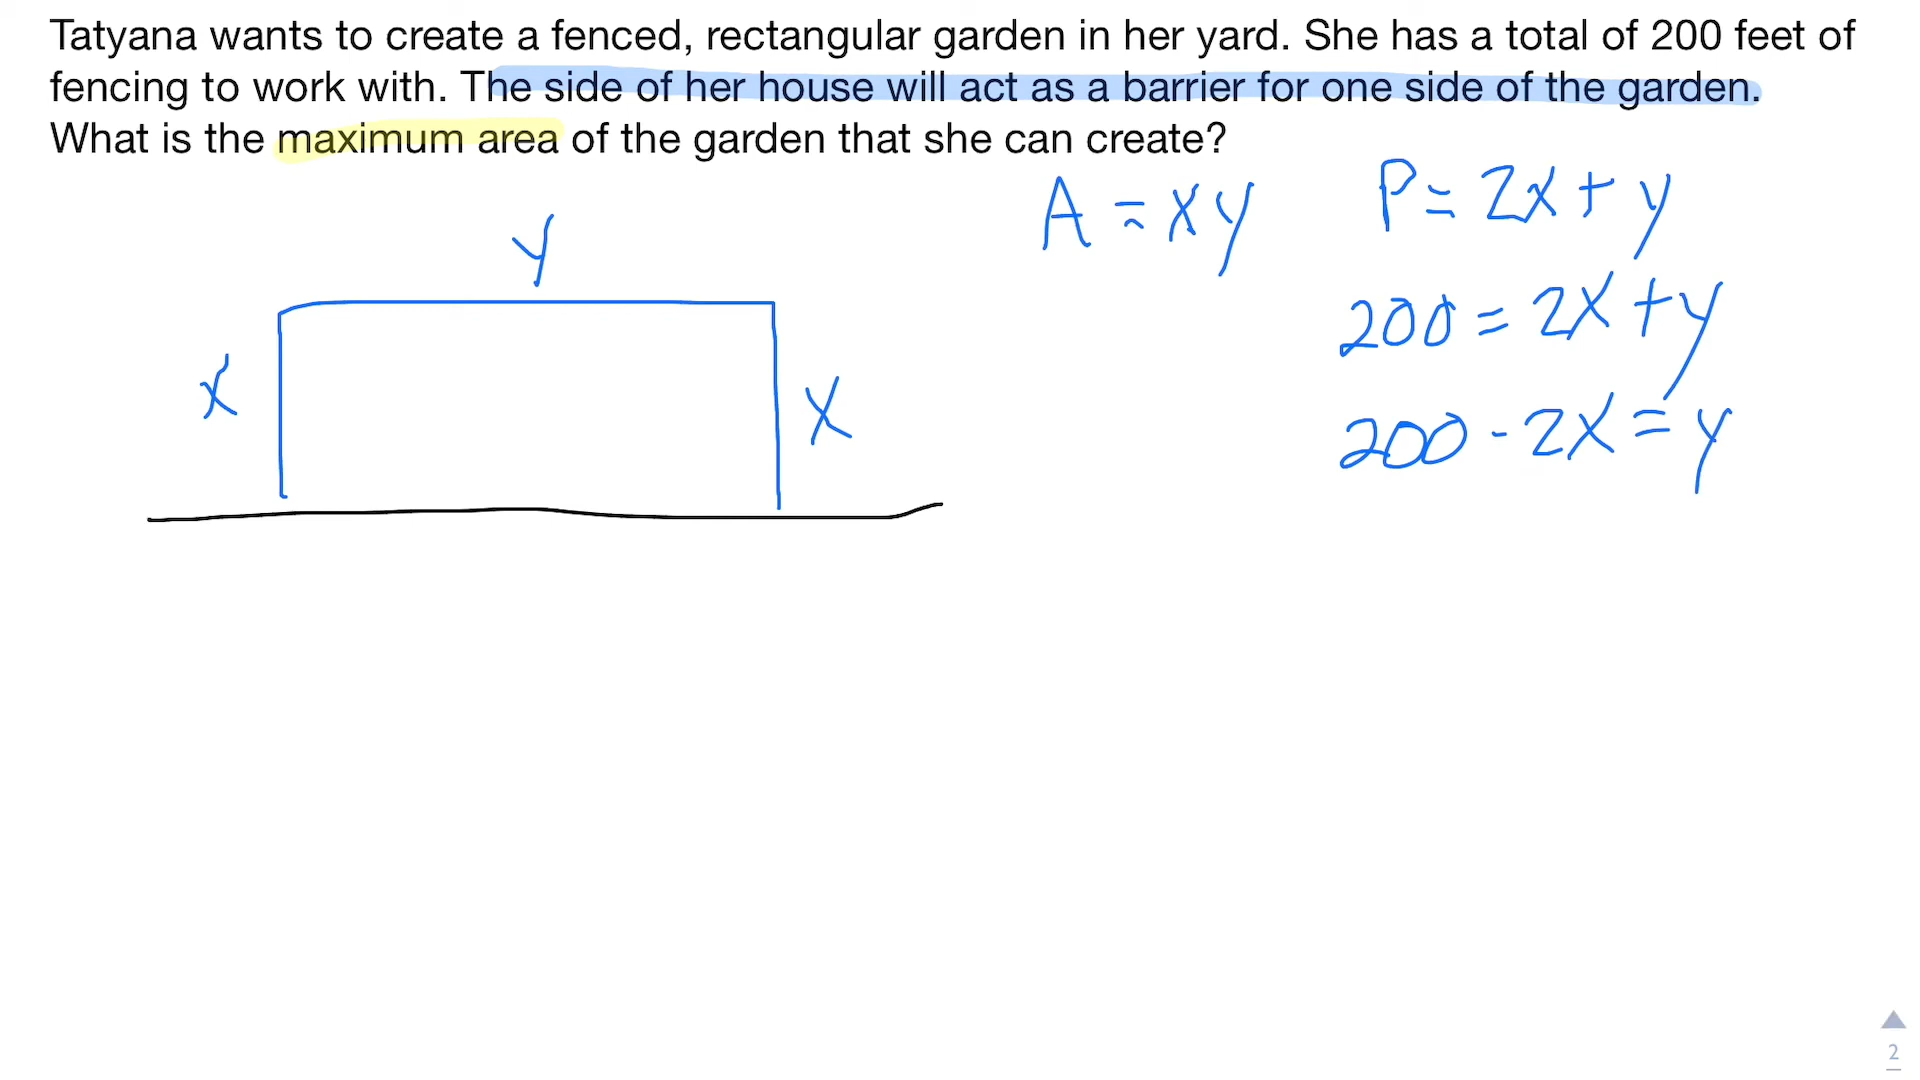 Tatyana wants to create a fenced, rectangular garden in her yard. She has a total of 200 feet of
fencing to work with. The side of her house will act as a barrier for one side of the garden.
What is the maximum area of the garden that she can create?
A = xy
P = 2x + y
y
200 = 2x + y
x
x
200 - 2x = y
2